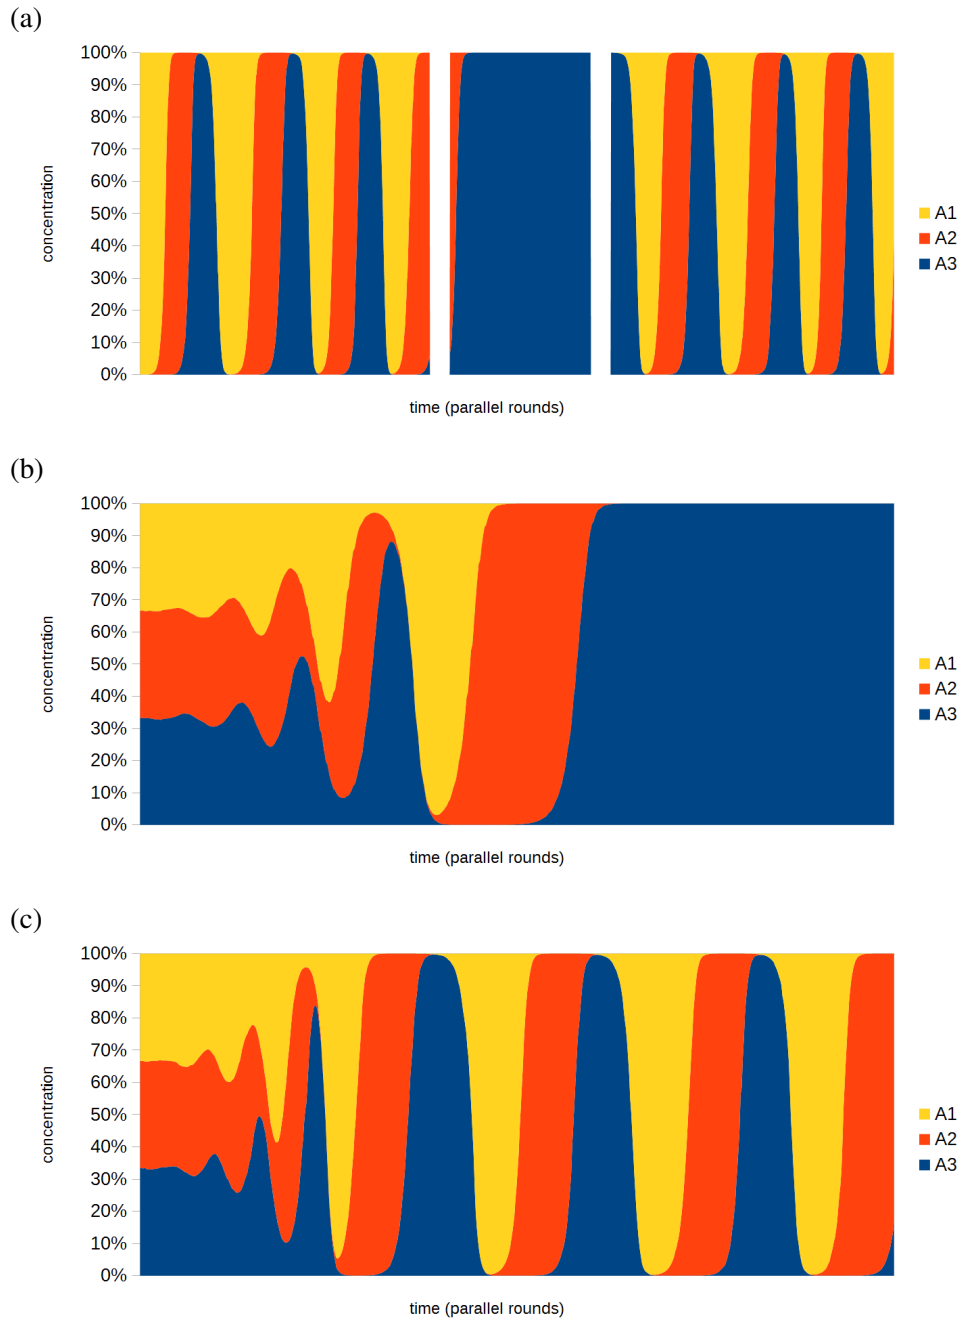 (a)
100%
90%
80%
70%
60%
50%
40%
30%
20%
10%
0%
concentration
time (parallel rounds)
A1
A2
A3
(b)
100%
90%
80%
70%
60%
50%
40%
30%
20%
10%
0%
concentration
time (parallel rounds)
A1
A2
A3
(c)
100%
90%
80%
70%
60%
50%
40%
30%
20%
10%
0%
concentration
time (parallel rounds)
A1
A2
A3